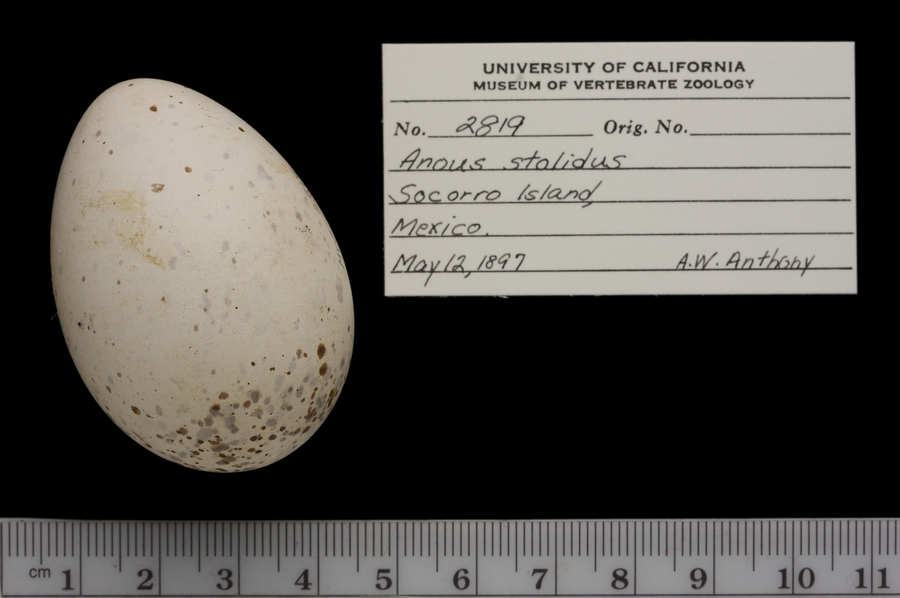 UNIVERSITY OF CALIFORNIA
MUSEUM OF VERTEBRATE ZOOLOGY
No. 2819 Orig. No.
Anous stolidus
Socorro Island,
Mexico.
May 12, 1897 A.W. Anthony
cm 1 2 3 4 5 6 7 8 9 10 11